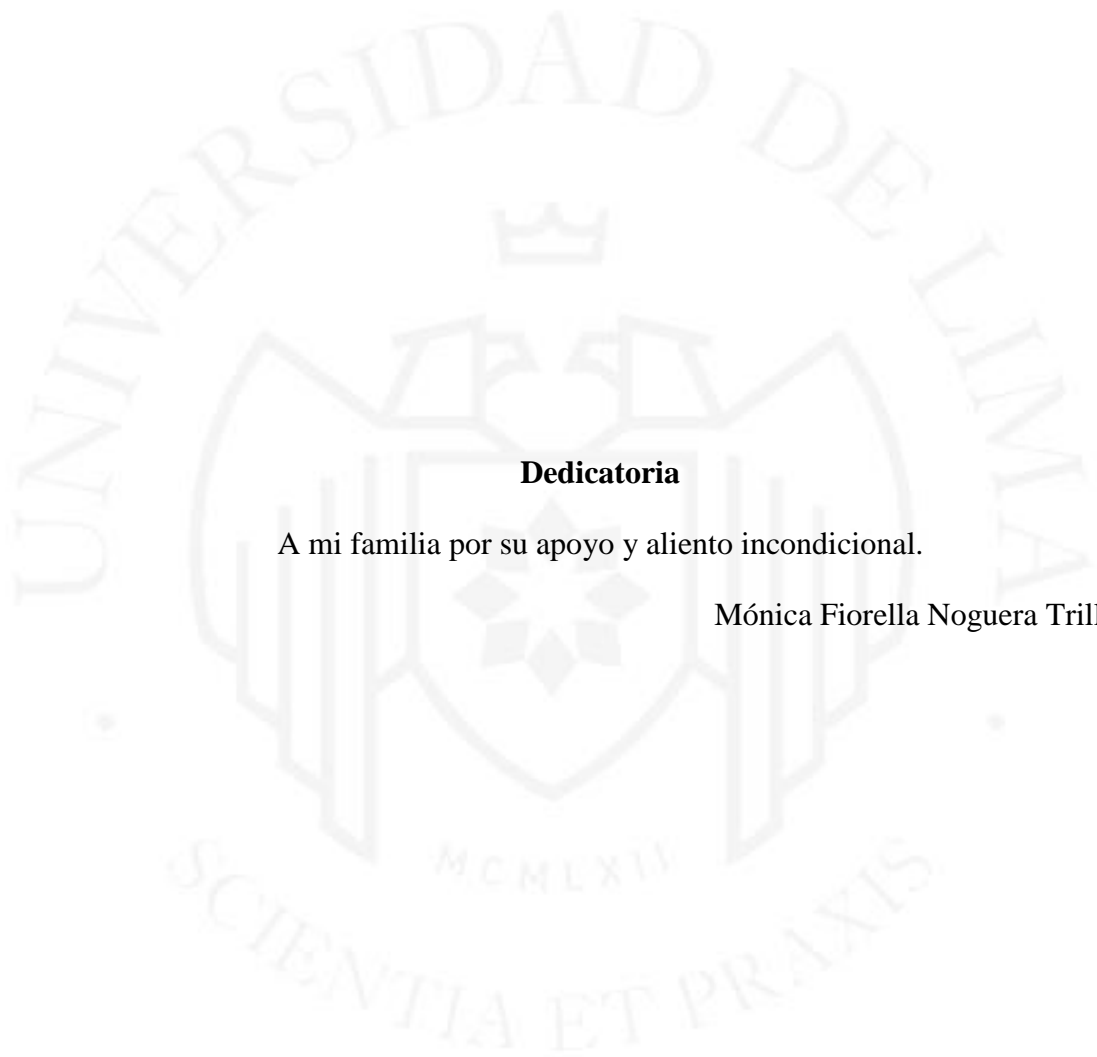 UNIVERSIDAD DE LIMA
Dedicatoria
A mi familia por su apoyo y aliento incondicional.
Mónica Fiorella Noguera
MCMLXII
SCIENTIA ET PRAXIS